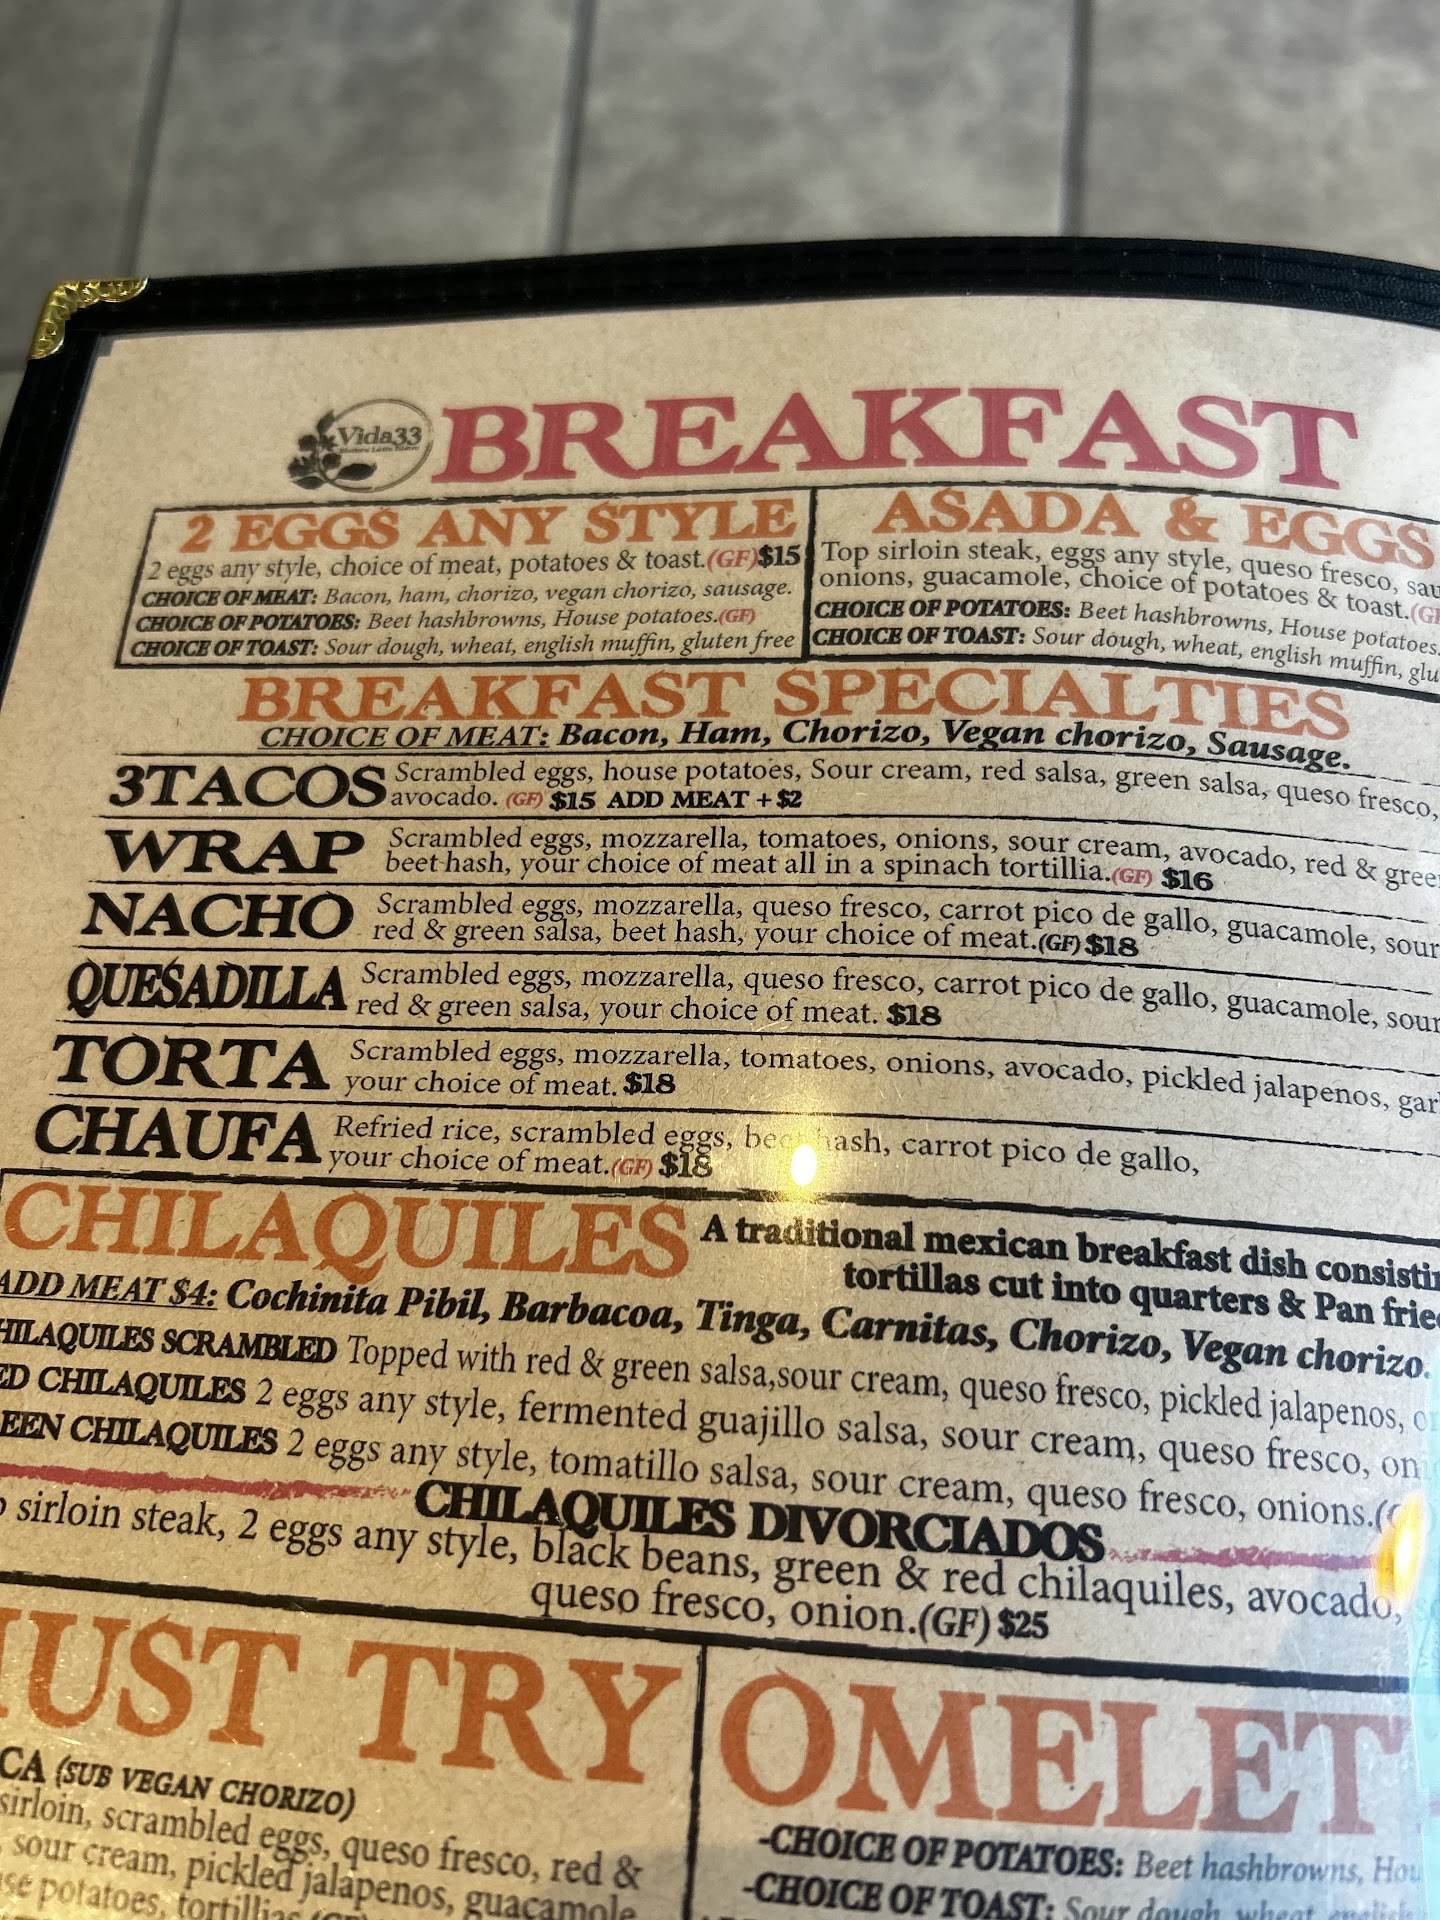 Vida33
BREAKFAST
2 EGGS ANY STYLE
2 eggs any style, choice of meat, potatoes & toast.(GF)$15
CHOICE OF MEAT: Bacon, ham, chorizo, vegan chorizo, sausage.
CHOICE OF POTATOES: Beet hashbrowns, House potatoes.(GF)
CHOICE OF TOAST: Sour dough, wheat, english muffin, gluten free
ASADA & EGGS
Top sirloin steak, eggs any style, queso fresco,
onions, guacamole, choice of potatoes & toast.
CHOICE OF POTATOES: Beet hashbrowns, House potatoes.
CHOICE OF TOAST: Sour dough, wheat, english muffin,
BREAKFAST SPECIALTIES
CHOICE OF MEAT: Bacon, Ham, Chorizo, Vegan chorizo, Sausage.
3TACOS Scrambled eggs, house potatoes, Sour cream, red salsa, green salsa, queso fresco,
avocado. (GF) $15 ADD MEAT +$2
WRAP Scrambled eggs, mozzarella, tomatoes, onions, sour cream, avocado, red &
beet hash, your choice of meat all in a spinach tortillia.(GF) $16
NACHO Scrambled eggs, mozzarella, queso fresco, carrot pico de gallo, guacamole, sour
red & green salsa, beet hash, your choice of meat.(GF) $18
QUESADILLA Scrambled eggs, mozzarella, queso fresco, carrot pico de gallo, guacamole, sour
red & green salsa, your choice of meat. $18
TORTA Scrambled eggs, mozzarella, tomatoes, onions, avocado, pickled jalapenos,
your choice of meat. $18
CHAUFA Refried rice, scrambled eggs, beet hash, carrot pico de gallo,
your choice of meat.(GF) $18
CHILAQUILES A traditional mexican breakfast dish
tortillas cut into quarters & Pan
ADD MEAT $4: Cochinita Pibil, Barbacoa, Tinga, Carnitas, Chorizo, Vegan chorizo.
SCRAMBLED Topped with red & green salsa,sour cream, queso fresco, pickled jalapenos,
CHILAQUILES 2 eggs any style, fermented guajillo salsa, sour cream, queso fresco,
CHILAQUILES 2 eggs any style, tomatillo salsa, sour cream, queso fresco, onions.
CHILAQUILES DIVORCIADOS
sirloin steak, 2 eggs any style, black beans, green & red chilaquiles, avocado,
queso fresco, onion.(GF) $25
TRY
(SUB VEGAN CHORIZO)
sirloin, scrambled eggs, queso fresco, red &
sour cream, pickled jalapenos, guacamole
potatoes, tortillas
OMELET
-CHOICE OF POTATOES: Beet hashbrowns,
-CHOICE OF TOAST: Sour dough, wheat, english